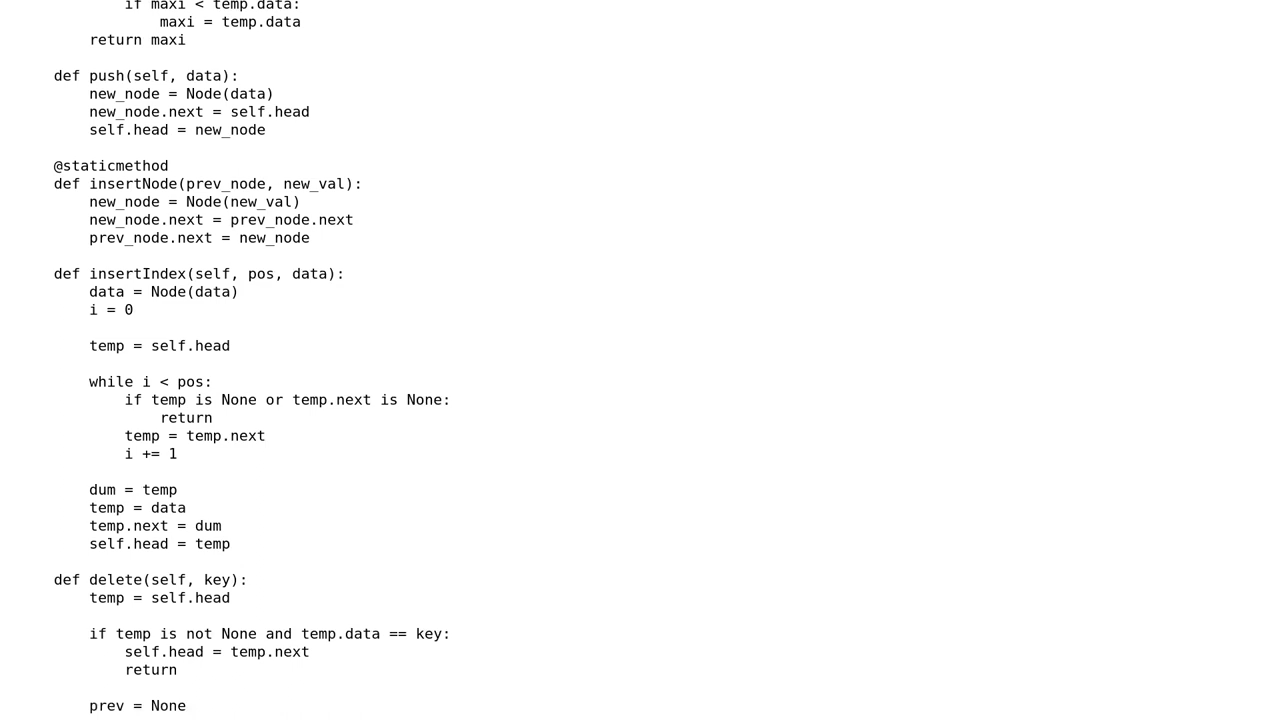 if maxi < temp.data:
                maxi = temp.data
        return maxi

    def push(self, data):
        new_node = Node(data)
        new_node.next = self.head
        self.head = new_node

    @staticmethod
    def insertNode(prev_node, new_val):
        new_node = Node(new_val)
        new_node.next = prev_node.next
        prev_node.next = new_node

    def insertIndex(self, pos, data):
        data = Node(data)
        i = 0

        temp = self.head

        while i < pos:
            if temp is None or temp.next is None:
                return
            temp = temp.next
            i += 1

        dum = temp
        temp = data
        temp.next = dum
        self.head = temp

    def delete(self, key):
        temp = self.head

        if temp is not None and temp.data == key:
            self.head = temp.next
            return

        prev = None